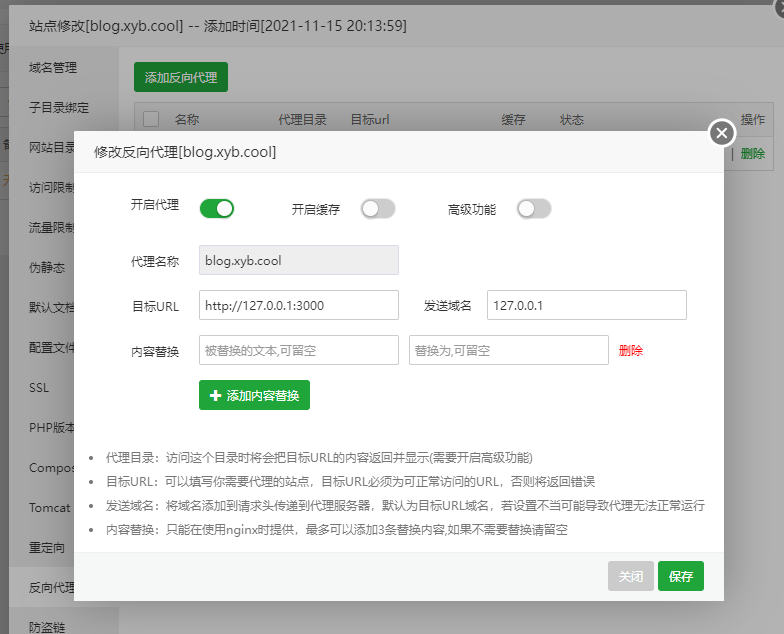 站点修改[blog.xyb.cool] -- 添加时间[2021-11-15 20:13:59]
域名管理
子目录绑定
网站目录
访问限制
流量限制
伪静态
默认文档
配置文件
SSL
PHP版本
Compos
Tomcat
重定向
反向代理
防盗链
添加反向代理
名称 代理目录 目标url 缓存 状态 操作
| 删除
修改反向代理[blog.xyb.cool]
开启代理 开启缓存 高级功能
代理名称 blog.xyb.cool
目标URL http://127.0.0.1:3000 发送域名 127.0.0.1
内容替换 被替换的文本,可留空 替换为,可留空 删除
添加内容替换
代理目录：访问这个目录时将会把目标URL的内容返回并显示(需要开启高级功能)
目标URL：可以填写你需要代理的站点，目标URL必须为可正常访问的URL，否则将返回错误
发送域名：将域名添加到请求头传递到代理服务器，默认为目标URL域名，若设置不当可能导致代理无法正常运行
内容替换：只能在使用nginx时提供，最多可以添加3条替换内容,如果不需要替换请留空
关闭 保存